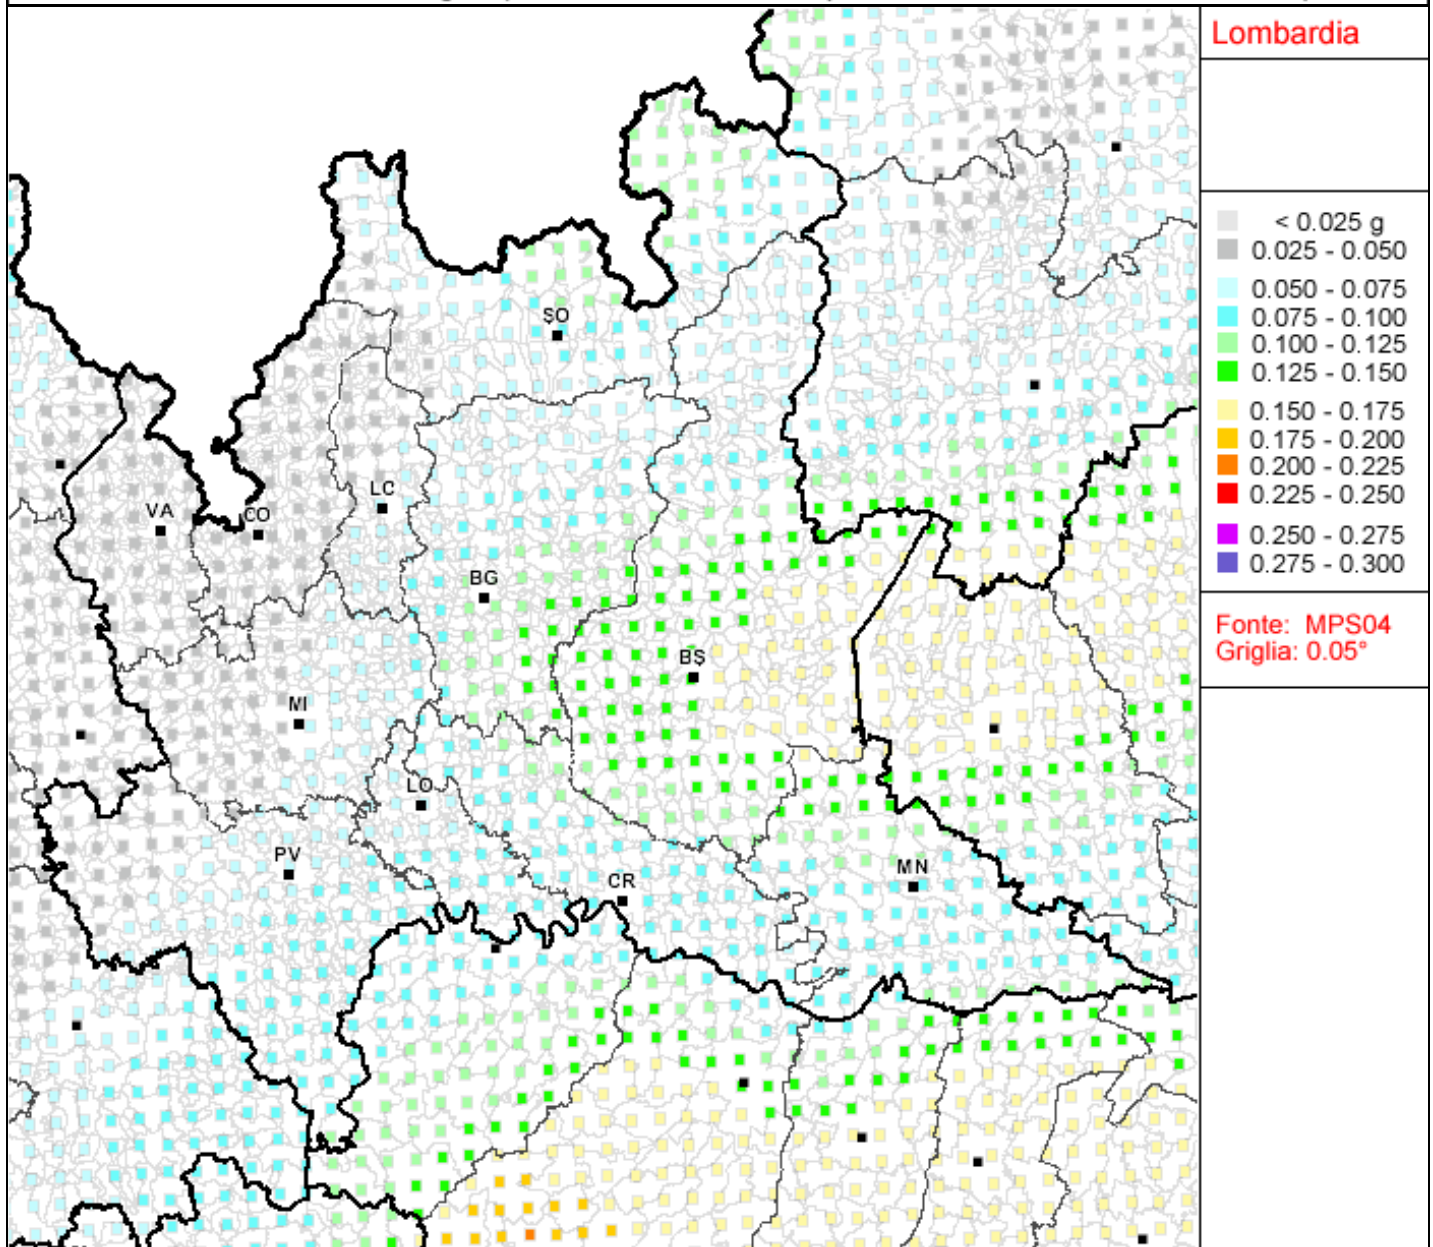 Lombardia
< 0.025 g
0.025 - 0.050
0.050 - 0.075
0.075 - 0.100
0.100 - 0.125
0.125 - 0.150
0.150 - 0.175
0.175 - 0.200
0.200 - 0.225
0.225 - 0.250
0.250 - 0.275
0.275 - 0.300
Fonte: MPS04
Griglia: 0.05°
SO
LC
VA
CO
BG
BS
MI
LO
PV
CR
MN